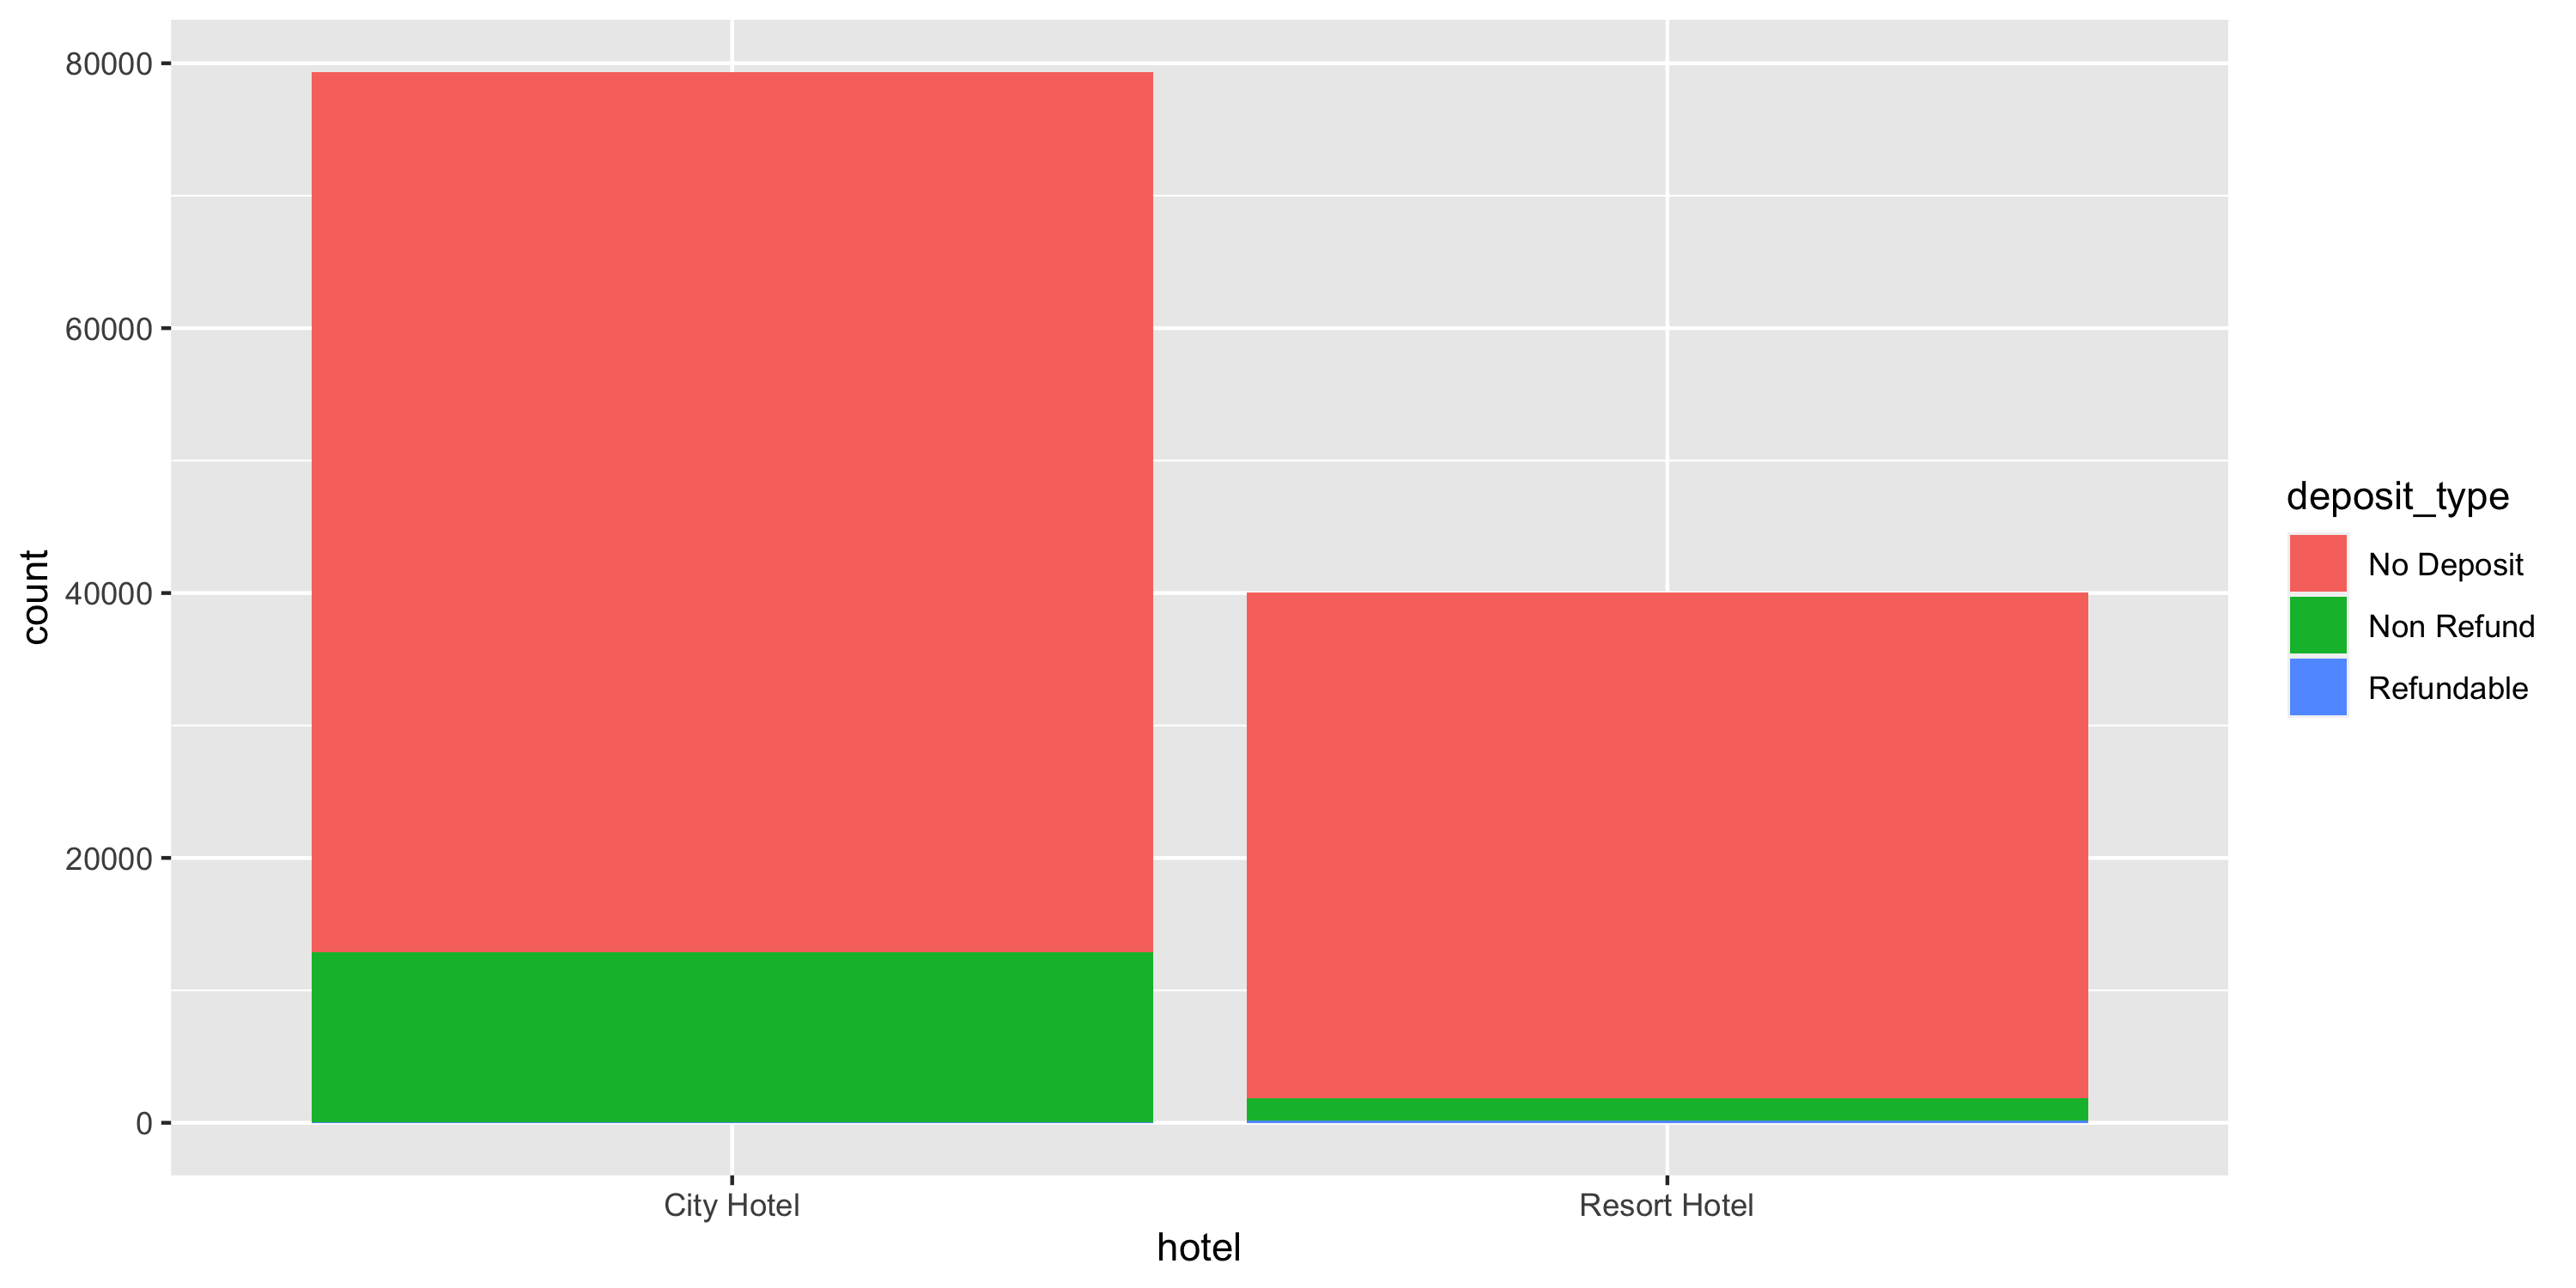 80000
60000
40000
20000
0
count
City Hotel
Resort Hotel
hotel
deposit_type
No Deposit
Non Refund
Refundable